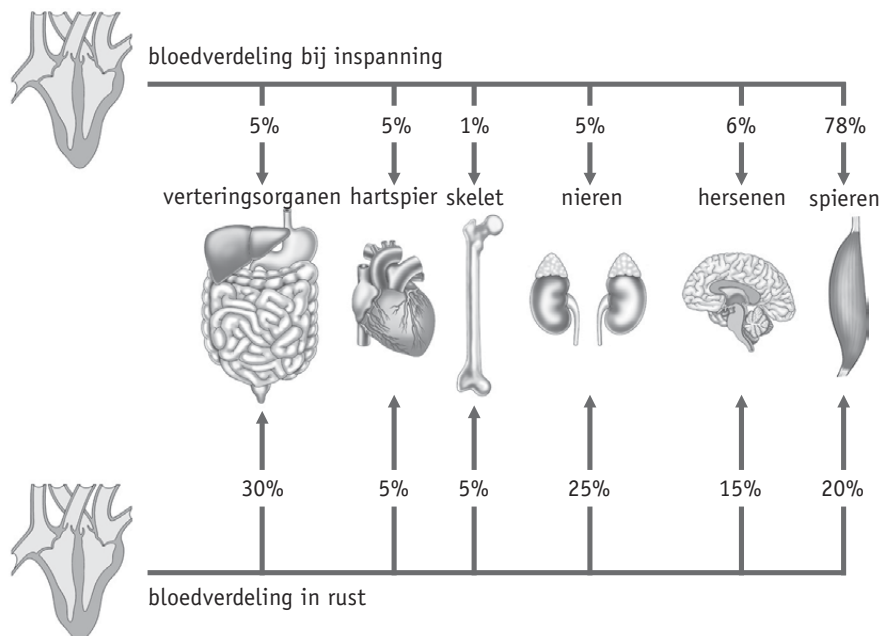 bloedverdeling bij inspanning
5% 5% 1% 5% 6% 78%
verteringsorganen hartspier skelet nieren hersenen spieren
30% 5% 5% 25% 15% 20%
bloedverdeling in rust